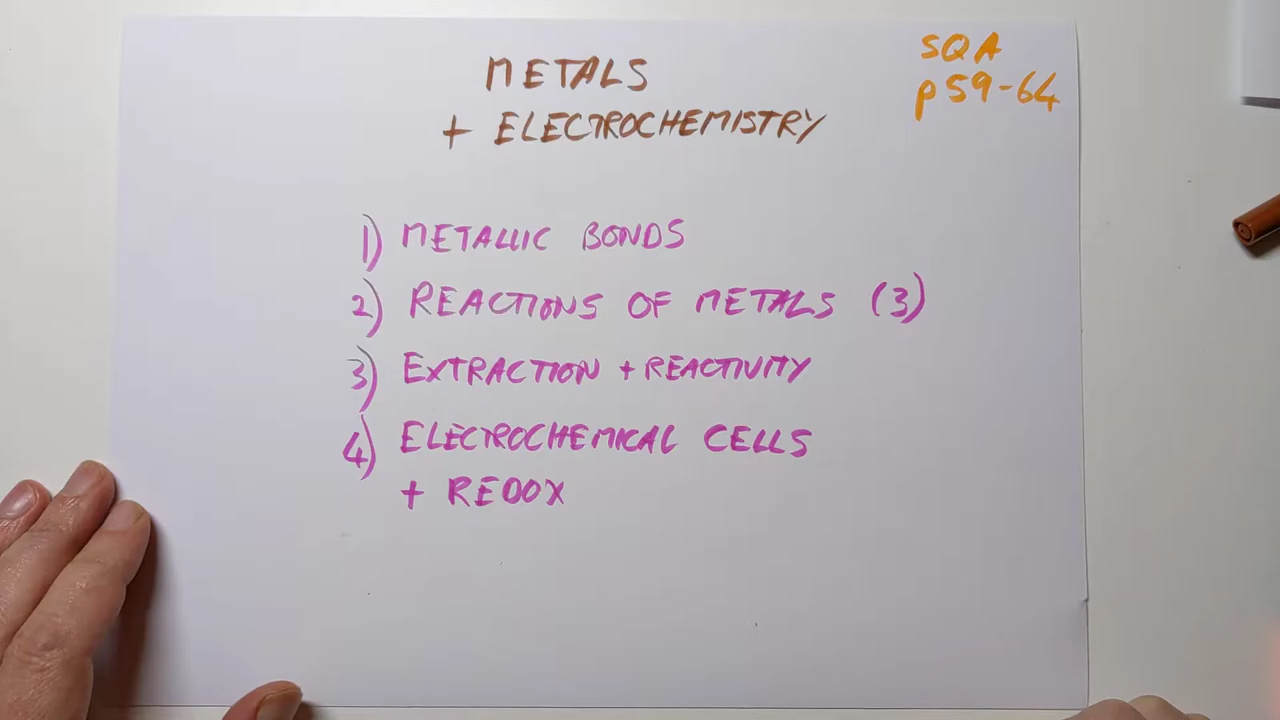 METALS
+ ELECTROCHEMISTRY
SQA
p59-64
1) METALLIC BONDS
2) REACTIONS OF METALS (3)
3) EXTRACTION + REACTIVITY
4) ELECTROCHEMICAL CELLS
+ REDOX